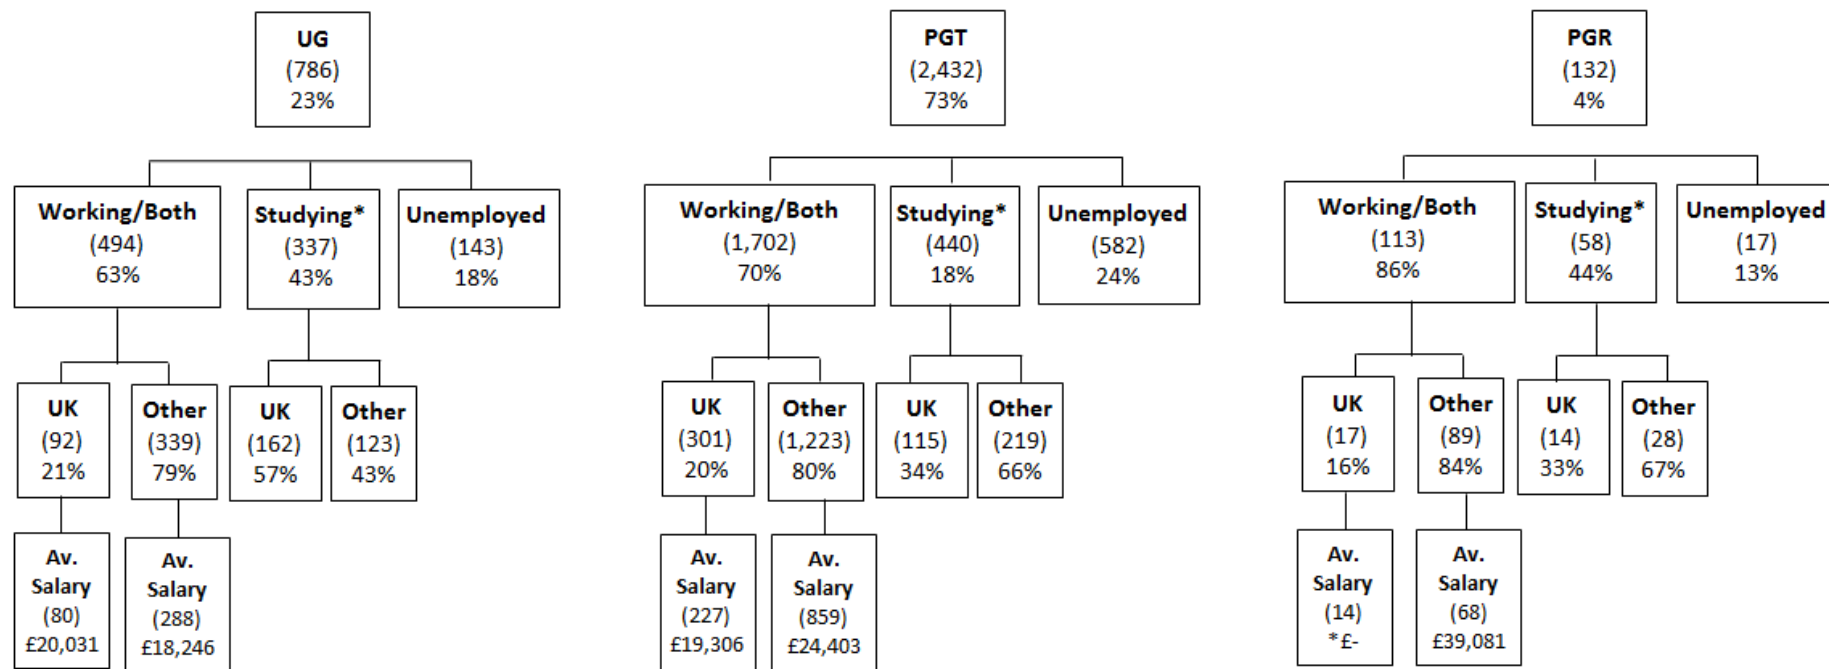 UG
(786)
23%
PGT
(2,432)
73%
PGR
(132)
4%
Working/Both
(494)
63%
Studying*
(337)
43%
Unemployed
(143)
18%
Working/Both
(1,702)
70%
Studying*
(440)
18%
Unemployed
(582)
24%
Working/Both
(113)
86%
Studying*
(58)
44%
Unemployed
(17)
13%
UK
(92)
21%
Other
(339)
79%
UK
(162)
57%
Other
(123)
43%
UK
(301)
20%
Other
(1,223)
80%
UK
(115)
34%
Other
(219)
66%
UK
(17)
16%
Other
(89)
84%
UK
(14)
33%
Other
(28)
67%
Av.
Salary
(80)
£20,031
Av.
Salary
(288)
£18,246
Av.
Salary
(227)
£19,306
Av.
Salary
(859)
£24,403
Av.
Salary
(14)
*£-
Av.
Salary
(68)
£39,081